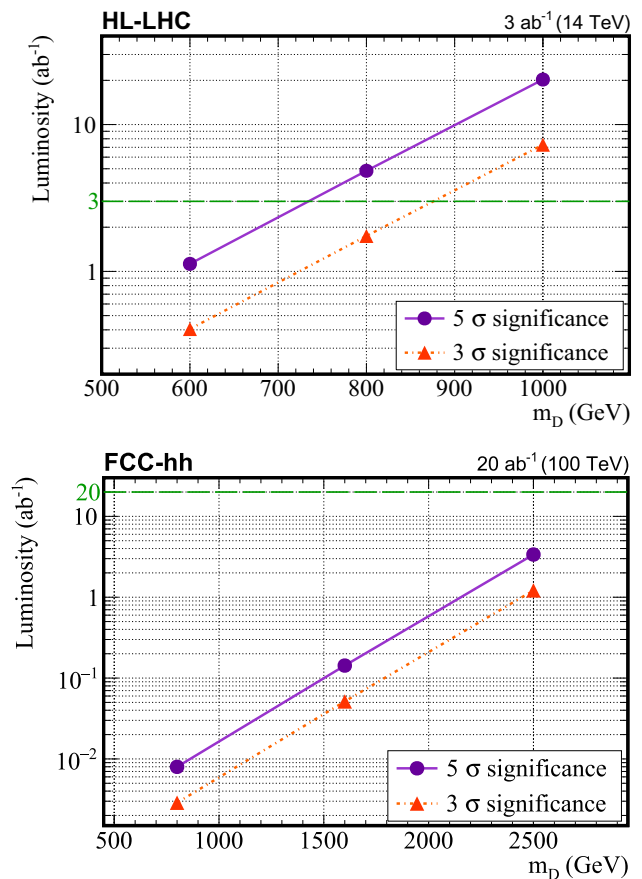 HL-LHC
3 ab⁻¹ (14 TeV)
Luminosity (ab⁻¹)
10
3
1
5 σ significance
3 σ significance
500 600 700 800 900 1000
m_D (GeV)
FCC-hh
20 ab⁻¹ (100 TeV)
Luminosity (ab⁻¹)
20
10
1
10⁻¹
10⁻²
5 σ significance
3 σ significance
500 1000 1500 2000 2500
m_D (GeV)